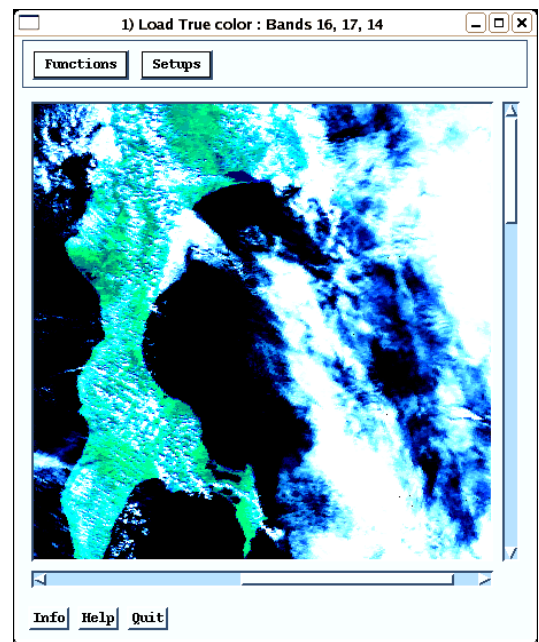 1) Load True color : Bands 16, 17, 14
Functions Setups
Info Help Quit